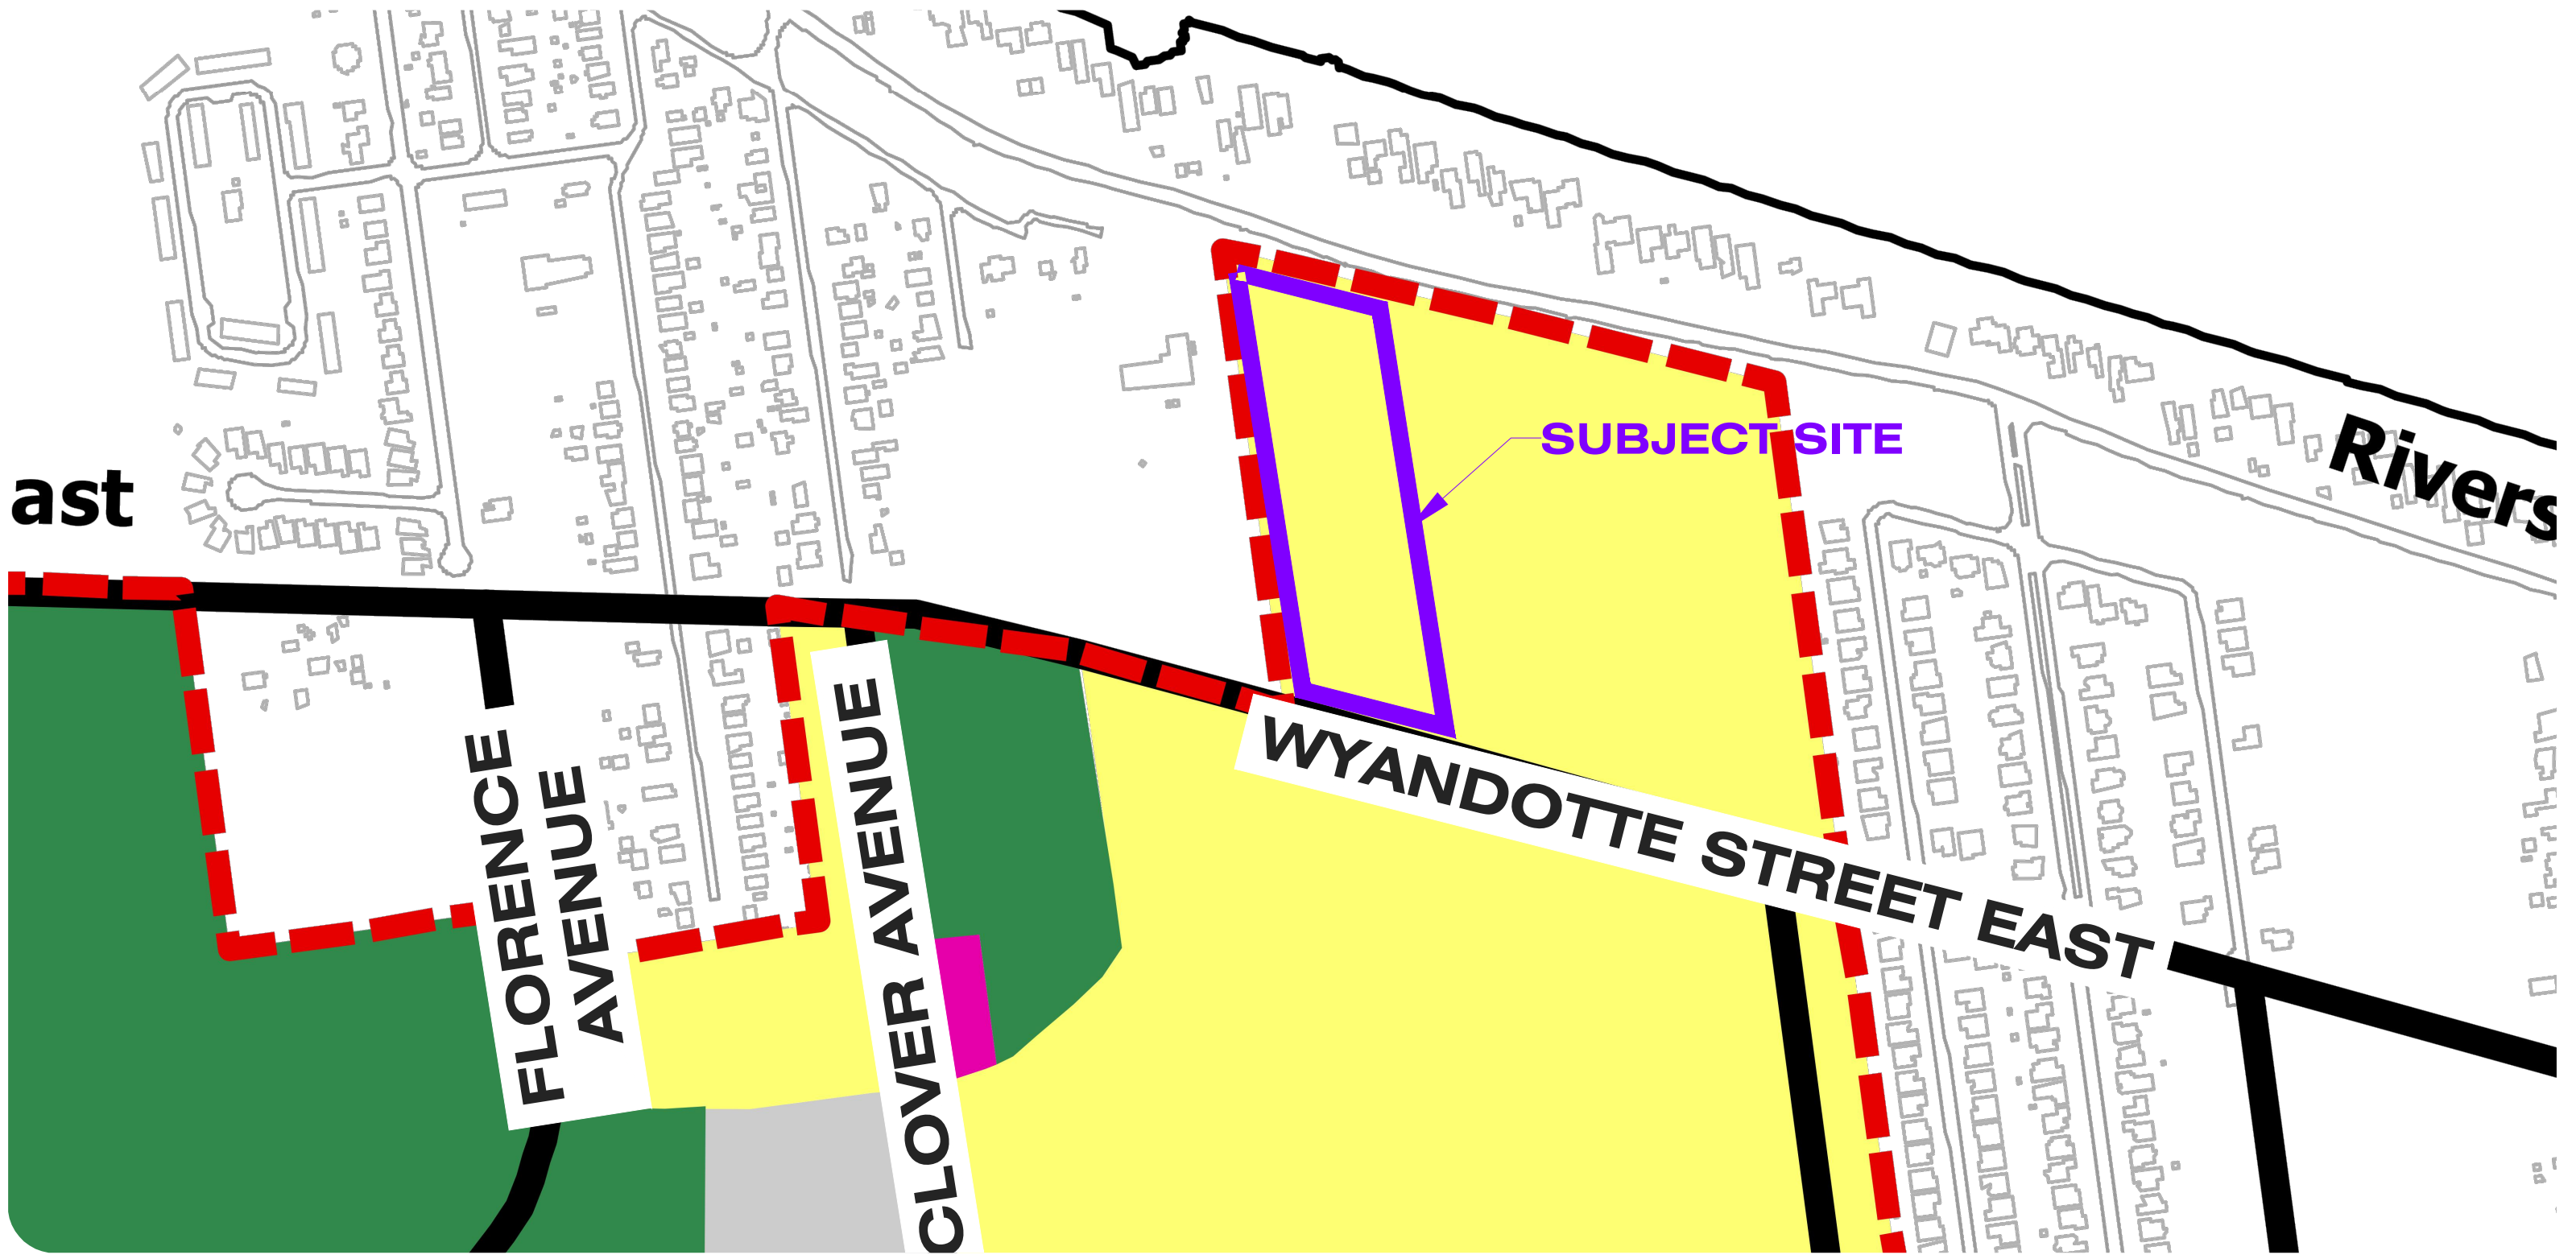 SUBJECT SITE
Rivers
ast
FLORENCE
AVENUE
CLOVER AVENUE
WYANDOTTE STREET EAST